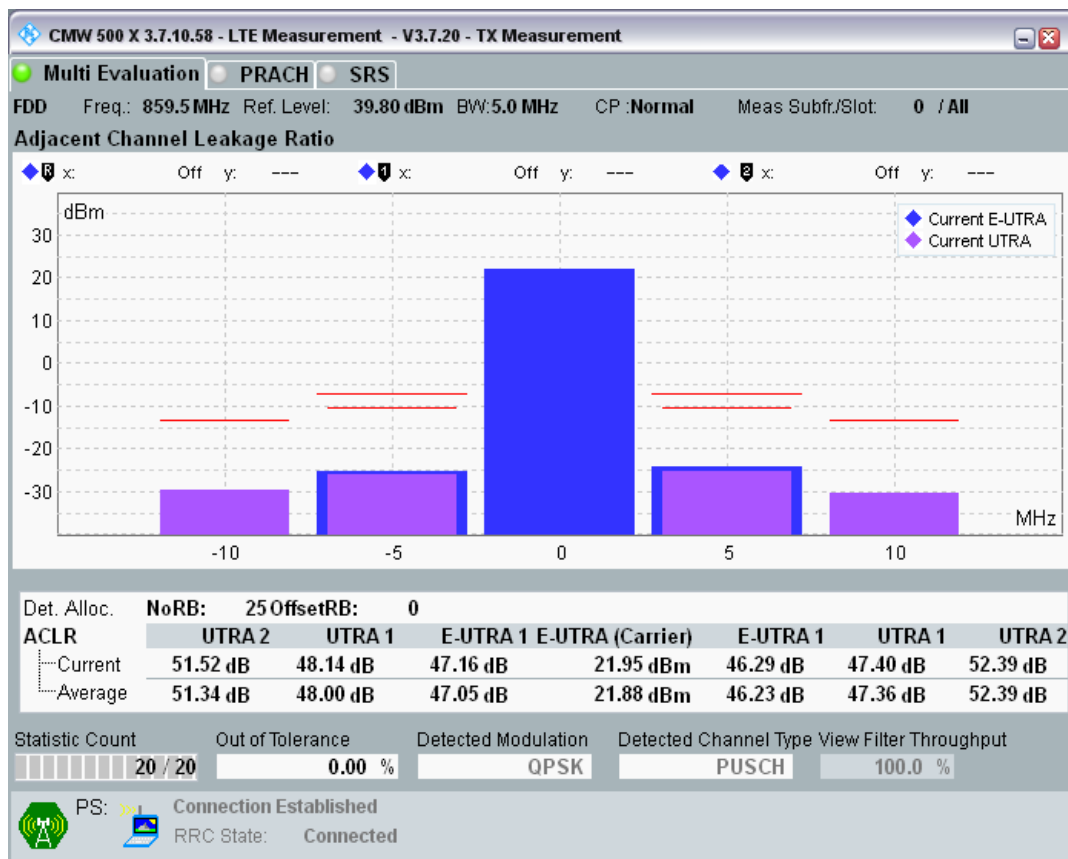 CMW 500 X 3.7.10.58 - LTE Measurement - V3.7.20 - TX Measurement
Multi Evaluation PRACH SRS
FDD Freq.: 859.5 MHz Ref. Level: 39.80 dBm BW:5.0 MHz CP :Normal Meas Subfr./Slot: 0 / All
Adjacent Channel Leakage Ratio
R x: Off y: --- 1 x: Off y: --- 2 x: Off y: ---
dBm
Current E-UTRA
Current UTRA
30
20
10
0
-10
-20
-30
MHz
-10 -5 0 5 10
Det. Alloc. NoRB: 25 OffsetRB: 0
ACLR UTRA 2 UTRA 1 E-UTRA 1 E-UTRA (Carrier) E-UTRA 1 UTRA 1 UTRA 2
Current 51.52 dB 48.14 dB 47.16 dB 21.95 dBm 46.29 dB 47.40 dB 52.39 dB
Average 51.34 dB 48.00 dB 47.05 dB 21.88 dBm 46.23 dB 47.36 dB 52.39 dB
Statistic Count Out of Tolerance Detected Modulation Detected Channel Type View Filter Throughput
20 / 20 0.00 % QPSK PUSCH 100.0 %
PS: Connection Established
RRC State: Connected